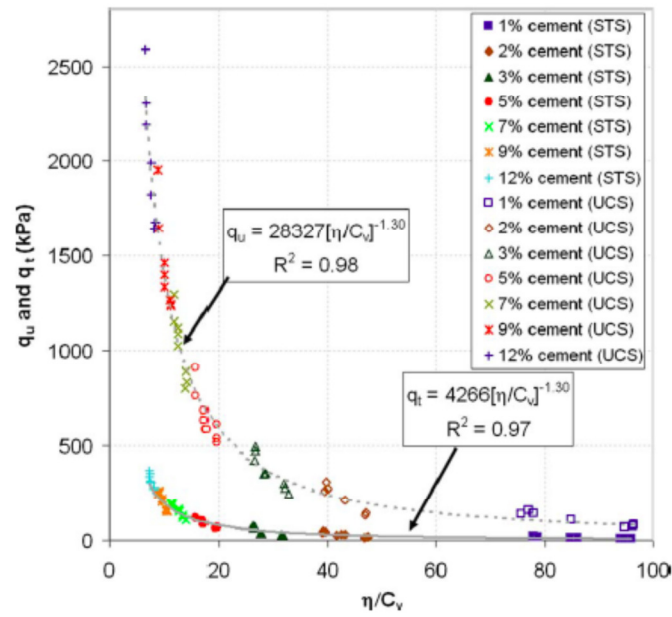 2500
2000
1500
1000
500
0
0
20
40
60
80
100
q_u and q_t (kPa)
η/C_v
q_u = 28327[η/C_v]^-1.30
R² = 0.98
q_t = 4266[η/C_v]^-1.30
R² = 0.97
1% cement (STS)
2% cement (STS)
3% cement (STS)
5% cement (STS)
7% cement (STS)
9% cement (STS)
12% cement (STS)
1% cement (UCS)
2% cement (UCS)
3% cement (UCS)
5% cement (UCS)
7% cement (UCS)
9% cement (UCS)
12% cement (UCS)